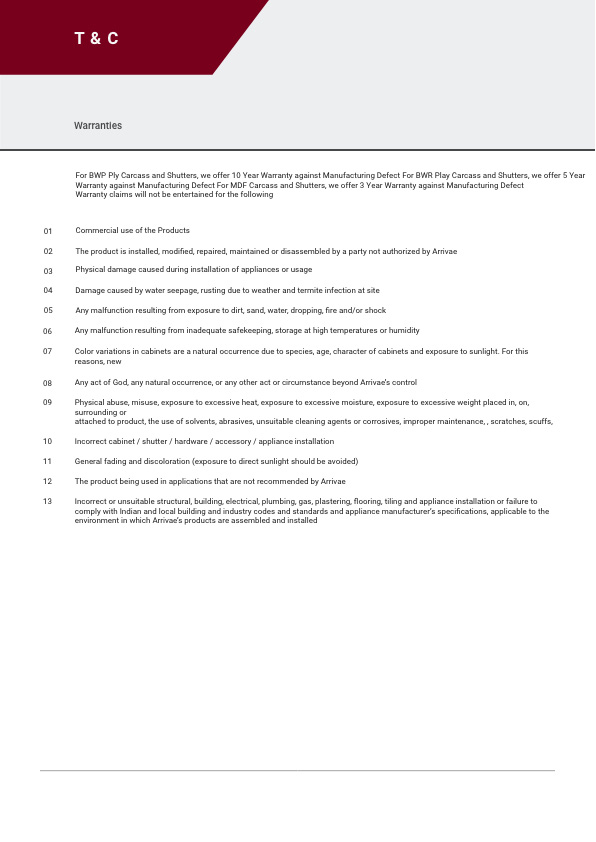 T & C
Warranties
For BWP Ply Carcass and Shutters, we offer 10 Year Warranty against Manufacturing Defect For BWR Play Carcass and Shutters, we offer 5 Year
Warranty against Manufacturing Defect For MDF Carcass and Shutters, we offer 3 Year Warranty against Manufacturing Defect
Warranty claims will not be entertained for the following
01 Commercial use of the Products
02 The product is installed, modified, repaired, maintained or disassembled by a party not authorized by Arrivae
03 Physical damage caused during installation of appliances or usage
04 Damage caused by water seepage, rusting due to weather and termite infection at site
05 Any malfunction resulting from exposure to dirt, sand, water, dropping, fire and/or shock
06 Any malfunction resulting from inadequate safekeeping, storage at high temperatures or humidity
07 Color variations in cabinets are a natural occurrence due to species, age, character of cabinets and exposure to sunlight. For this
reasons, new
08 Any act of God, any natural occurrence, or any other act or circumstance beyond Arrivae's control
09 Physical abuse, misuse, exposure to excessive heat, exposure to excessive moisture, exposure to excessive weight placed in, on,
surrounding or
attached to product, the use of solvents, abrasives, unsuitable cleaning agents or corrosives, improper maintenance, , scratches, scuffs,
10 Incorrect cabinet / shutter / hardware / accessory / appliance installation
11 General fading and discoloration (exposure to direct sunlight should be avoided)
12 The product being used in applications that are not recommended by Arrivae
13 Incorrect or unsuitable structural, building, electrical, plumbing, gas, plastering, flooring, tiling and appliance installation or failure to
comply with Indian and local building and industry codes and standards and appliance manufacturer's specifications, applicable to the
environment in which Arrivae's products are assembled and installed